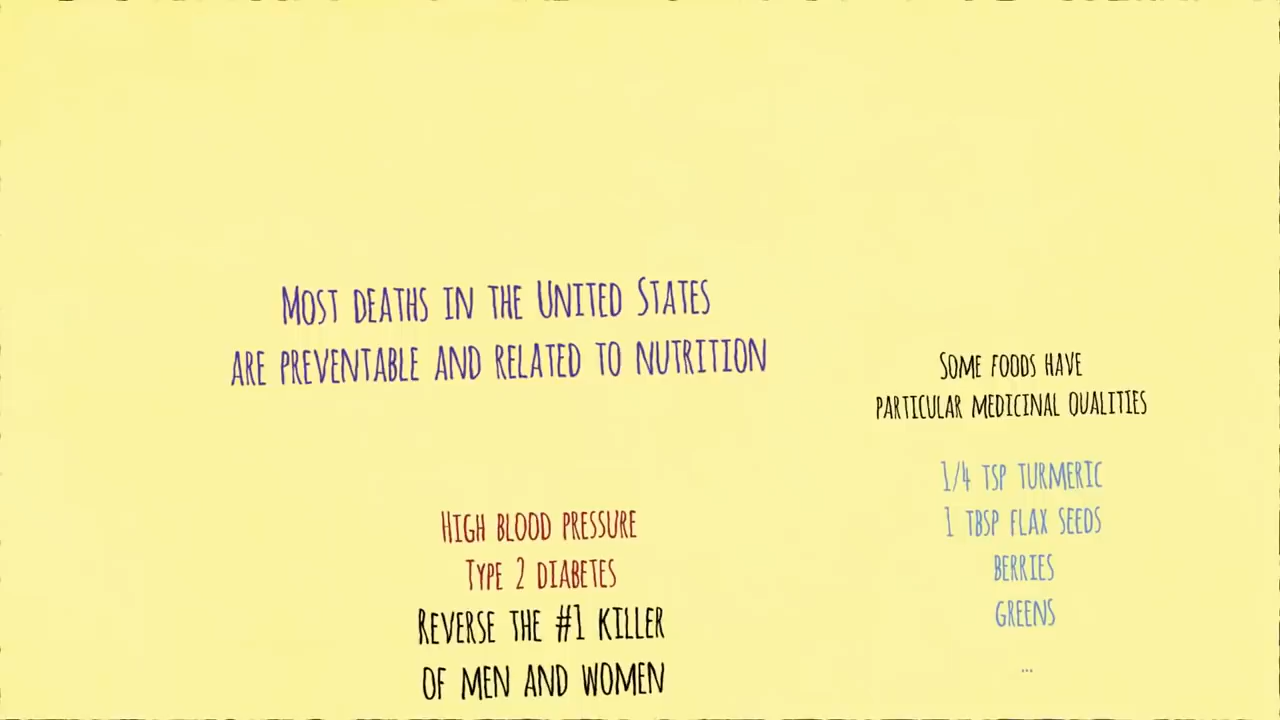 Most deaths in the United States
are preventable and related to nutrition
High blood pressure
Type 2 diabetes
Reverse the #1 killer
of men and women
Some foods have
particular medicinal qualities
1/4 tsp turmeric
1 tbsp flax seeds
berries
greens
...